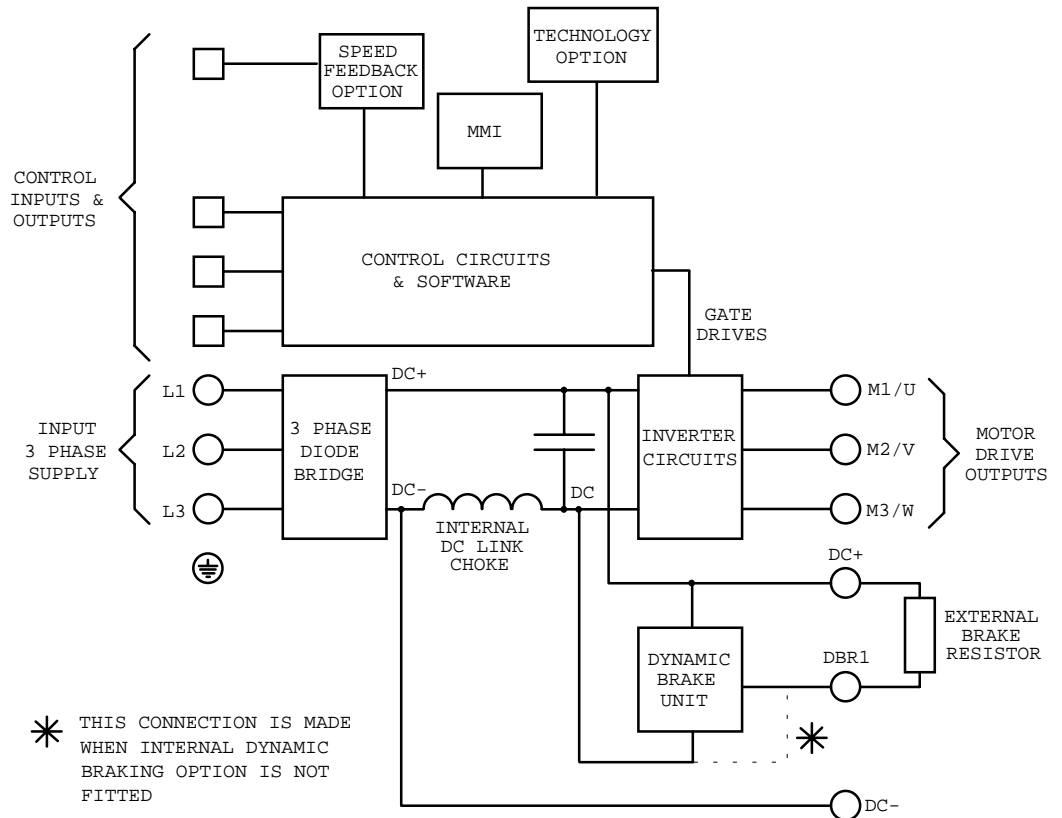 SPEED
FEEDBACK
OPTION
TECHNOLOGY
OPTION
MMI
CONTROL
INPUTS &
OUTPUTS
CONTROL CIRCUITS
& SOFTWARE
GATE
DRIVES
INPUT
3 PHASE
SUPPLY
L1
L2
L3
3 PHASE
DIODE
BRIDGE
DC+
DC-
INTERNAL
DC LINK
CHOKE
DC
INVERTER
CIRCUITS
M1/U
M2/V
M3/W
MOTOR
DRIVE
OUTPUTS
DC+
DYNAMIC
BRAKE
UNIT
DBR1
EXTERNAL
BRAKE
RESISTOR
DC-
THIS CONNECTION IS MADE
WHEN INTERNAL DYNAMIC
BRAKING OPTION IS NOT
FITTED